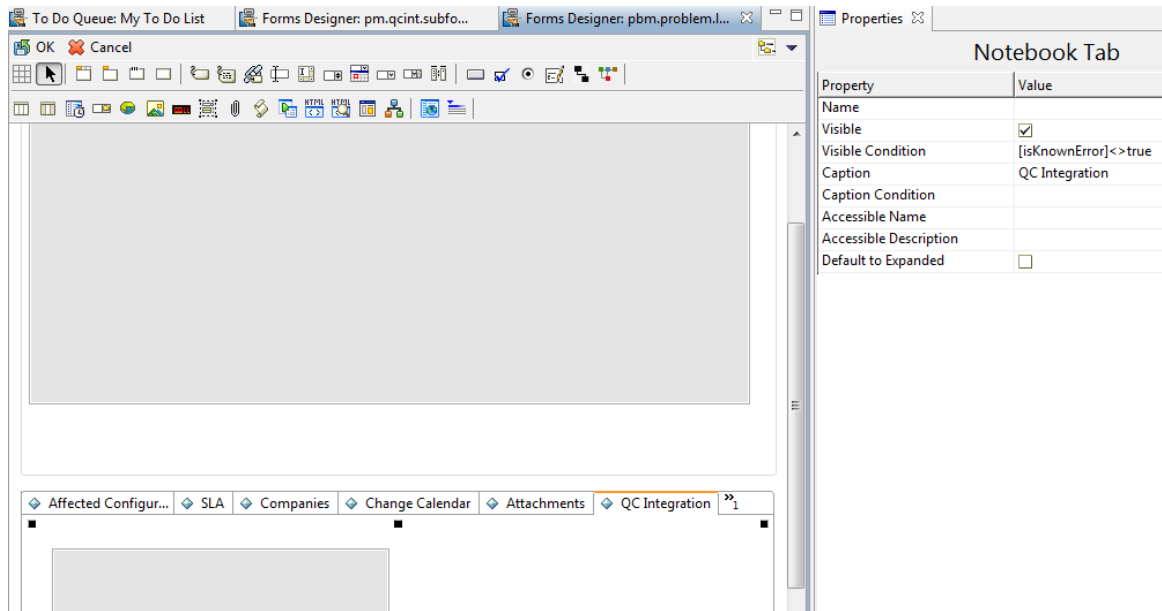 To Do Queue: My To Do List
Forms Designer: pm.qcint.subfo...
Forms Designer: pbm.problem.l...
Properties
OK Cancel
Notebook Tab
Property Value
Name
Visible
Visible Condition [isKnownError]<>true
Caption QC Integration
Caption Condition
Accessible Name
Accessible Description
Default to Expanded
HTML HTML
Affected Configur... SLA Companies Change Calendar Attachments QC Integration »1